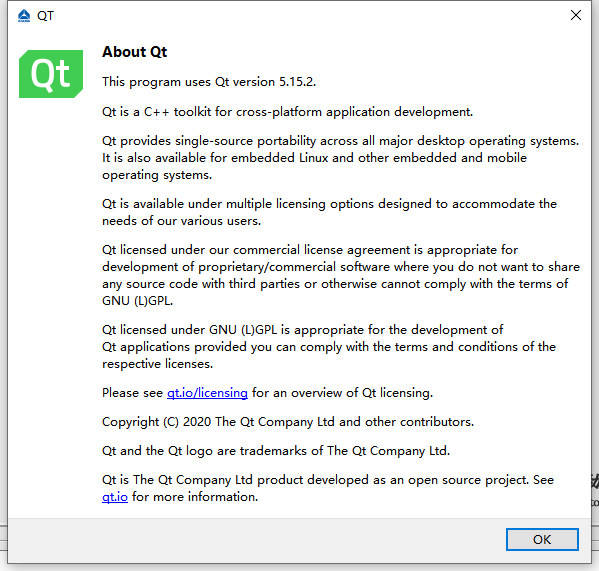 QT
Qt
About Qt
This program uses Qt version 5.15.2.
Qt is a C++ toolkit for cross-platform application development.
Qt provides single-source portability across all major desktop operating systems.
It is also available for embedded Linux and other embedded and mobile
operating systems.
Qt is available under multiple licensing options designed to accommodate the
needs of our various users.
Qt licensed under our commercial license agreement is appropriate for
development of proprietary/commercial software where you do not want to share
any source code with third parties or otherwise cannot comply with the terms of
GNU (L)GPL.
Qt licensed under GNU (L)GPL is appropriate for the development of
Qt applications provided you can comply with the terms and conditions of the
respective licenses.
Please see qt.io/licensing for an overview of Qt licensing.
Copyright (C) 2020 The Qt Company Ltd and other contributors.
Qt and the Qt logo are trademarks of The Qt Company Ltd.
Qt is The Qt Company Ltd product developed as an open source project. See
qt.io for more information.
OK